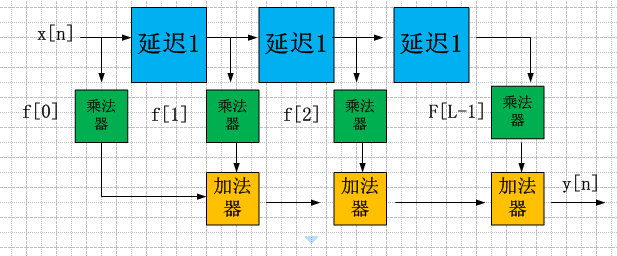 x[n]
延迟1
延迟1
延迟1
f[0]
乘法
器
f[1]
乘法
器
f[2]
乘法
器
F[L-1]
乘法
器
加法
器
加法
器
加法
器
y[n]